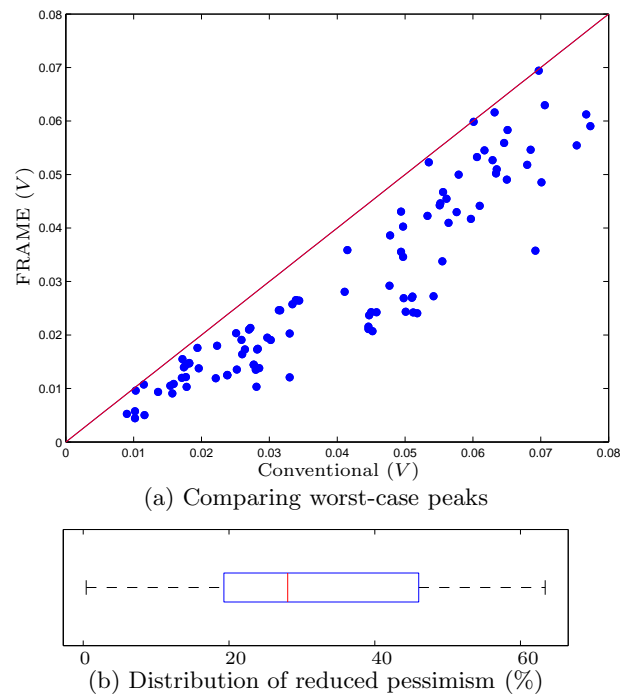 0.08
0.07
0.06
0.05
0.04
0.03
0.02
0.01
0
FRAME (V)
0 0.01 0.02 0.03 0.04 0.05 0.06 0.07 0.08
Conventional (V)
(a) Comparing worst-case peaks
0 20 40 60
(b) Distribution of reduced pessimism (%)